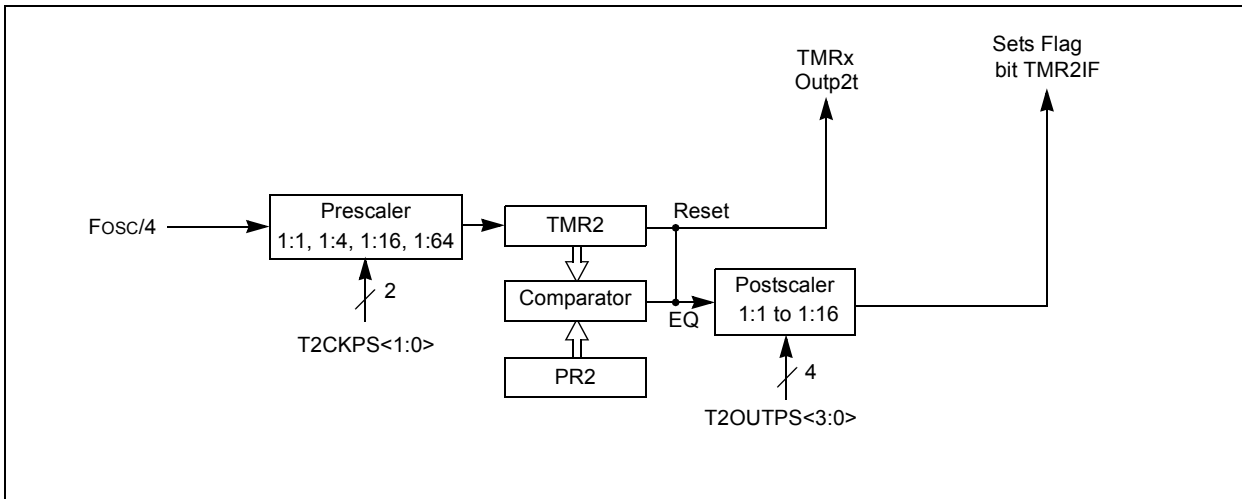 TMRx
Outp2t
Sets Flag
bit TMR2IF
FOSC/4
Prescaler
1:1, 1:4, 1:16, 1:64
2
T2CKPS<1:0>
TMR2
Reset
Comparator
EQ
PR2
Postscaler
1:1 to 1:16
4
T2OUTPS<3:0>